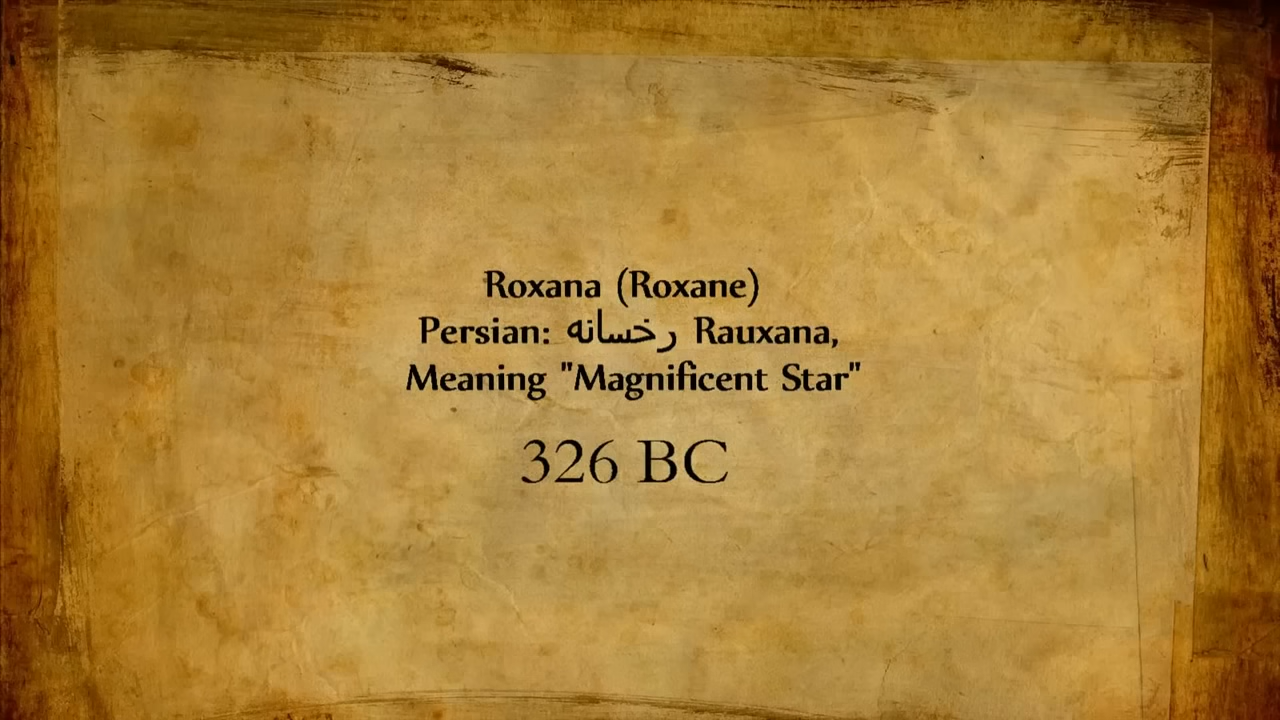 Roxana (Roxane)
Persian: رخسانه Rauxana,
Meaning "Magnificent Star"
326 BC